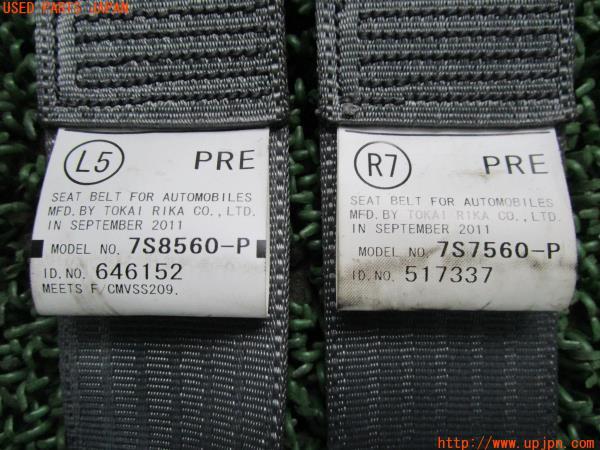 USED PARTS JAPAN
L5 PRE
SEAT BELT FOR AUTOMOBILES
MFD. BY TOKAI RIKA CO., LTD.
IN SEPTEMBER 2011
MODEL NO. 7S8560-P
ID. NO. 646152
MEETS F/CMVSS209.
R7 PRE
SEAT BELT FOR AUTOMOBILES
MFD. BY TOKAI RIKA CO., LTD.
IN SEPTEMBER 2011
MODEL NO. 7S7560-P
ID. NO. 517337
http://www.upjpn.com/